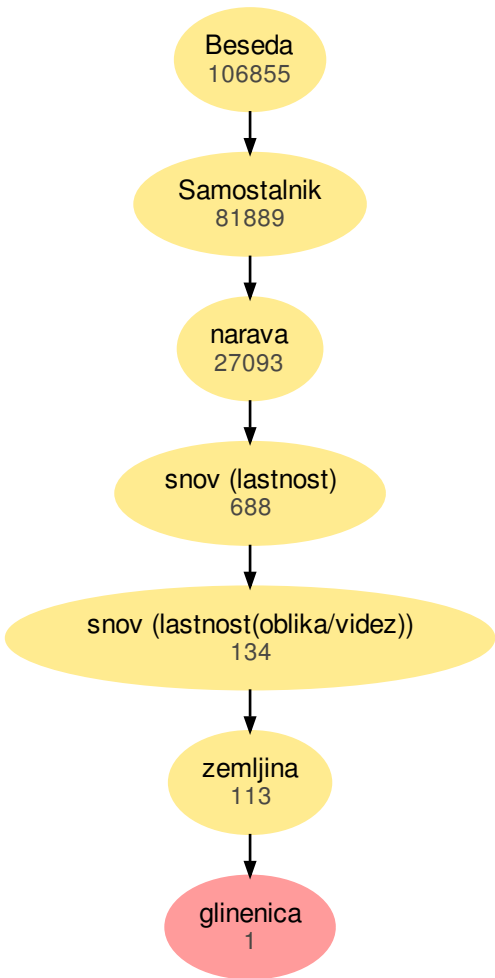 Beseda
106855
Samostalnik
81889
narava
27093
snov (lastnost)
688
snov (lastnost(oblika/videz))
134
zemljina
113
glinenica
1